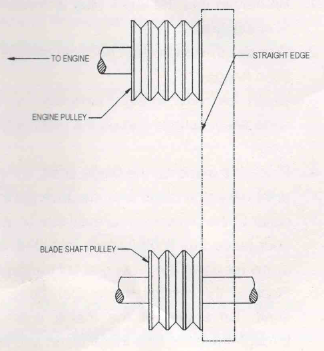 TO ENGINE
STRAIGHT EDGE
ENGINE PULLEY
BLADE SHAFT PULLEY